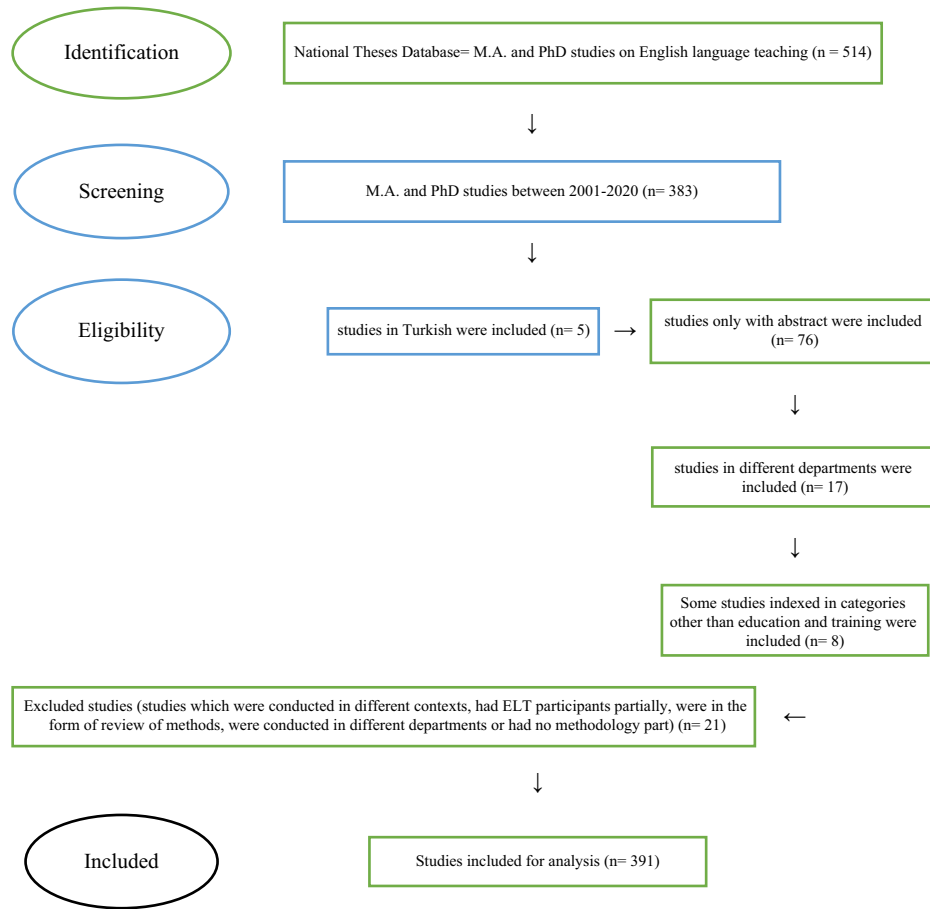 Identification
National Theses Database= M.A. and PhD studies on English language teaching (n = 514)
↓
Screening
M.A. and PhD studies between 2001-2020 (n= 383)
↓
Eligibility
studies in Turkish were included (n= 5)
→
studies only with abstract were included
(n= 76)
↓
studies in different departments were
included (n= 17)
↓
Some studies indexed in categories
other than education and training were
included (n= 8)
Excluded studies (studies which were conducted in different contexts, had ELT participants partially, were in the
form of review of methods, were conducted in different departments or had no methodology part) (n= 21)
←
↓
Included
Studies included for analysis (n= 391)